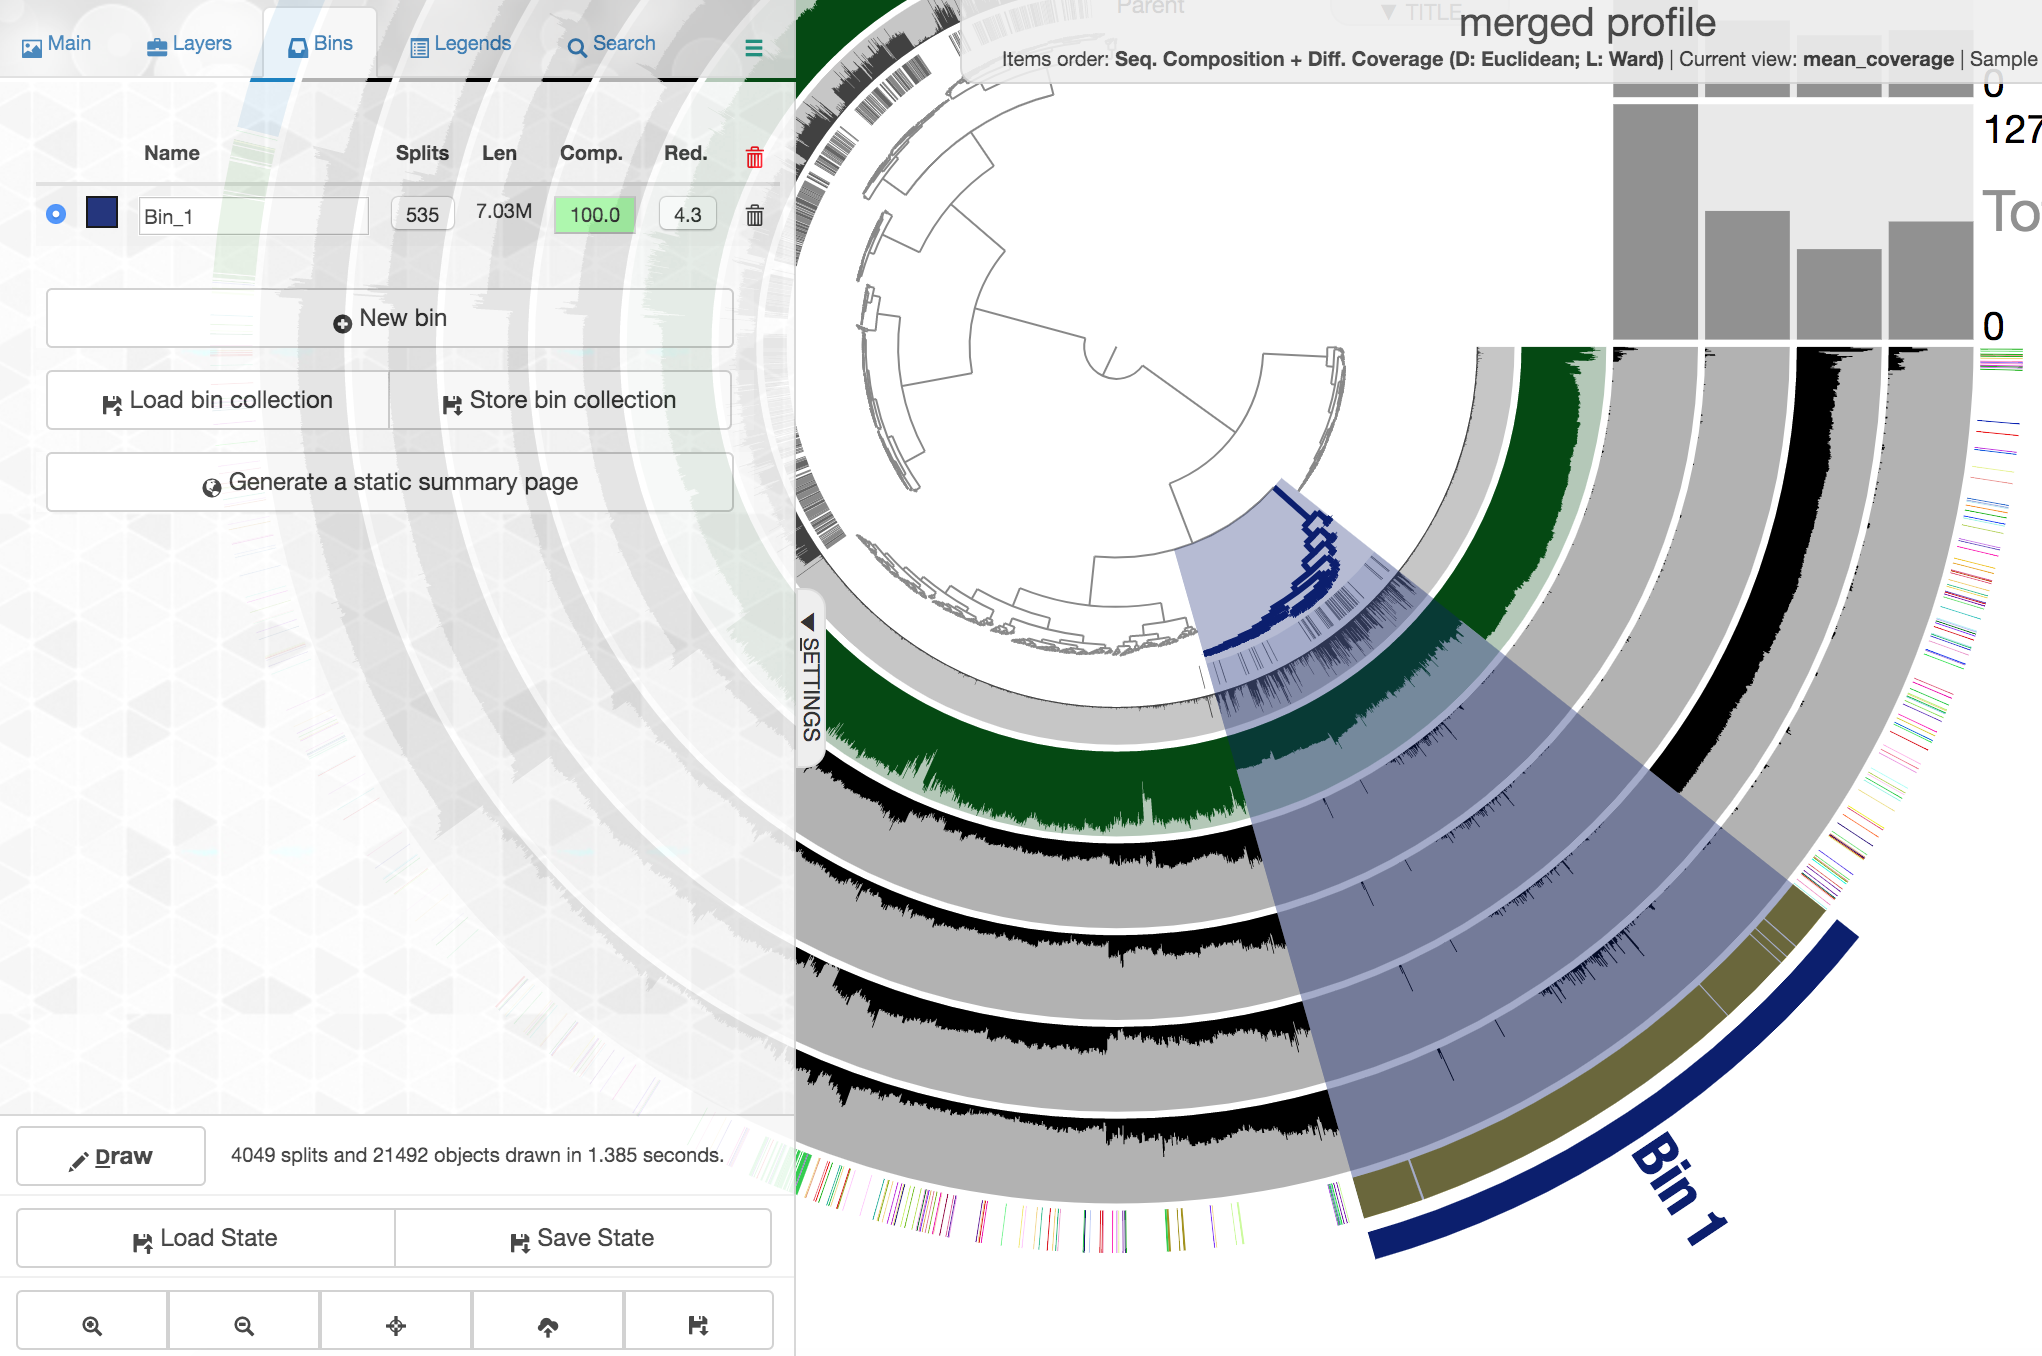 Main
Layers
Bins
Legends
Search
Parent
▼ TITLE
merged profile
Items order: Seq. Composition + Diff. Coverage (D: Euclidean; L: Ward) | Current view: mean_coverage | Sample
0
127
To
0
Name Splits Len Comp. Red.
Bin_1 535 7.03M 100.0 4.3
New bin
Load bin collection
Store bin collection
Generate a static summary page
◀ SETTINGS
Bin 1
Draw
4049 splits and 21492 objects drawn in 1.385 seconds.
Load State
Save State